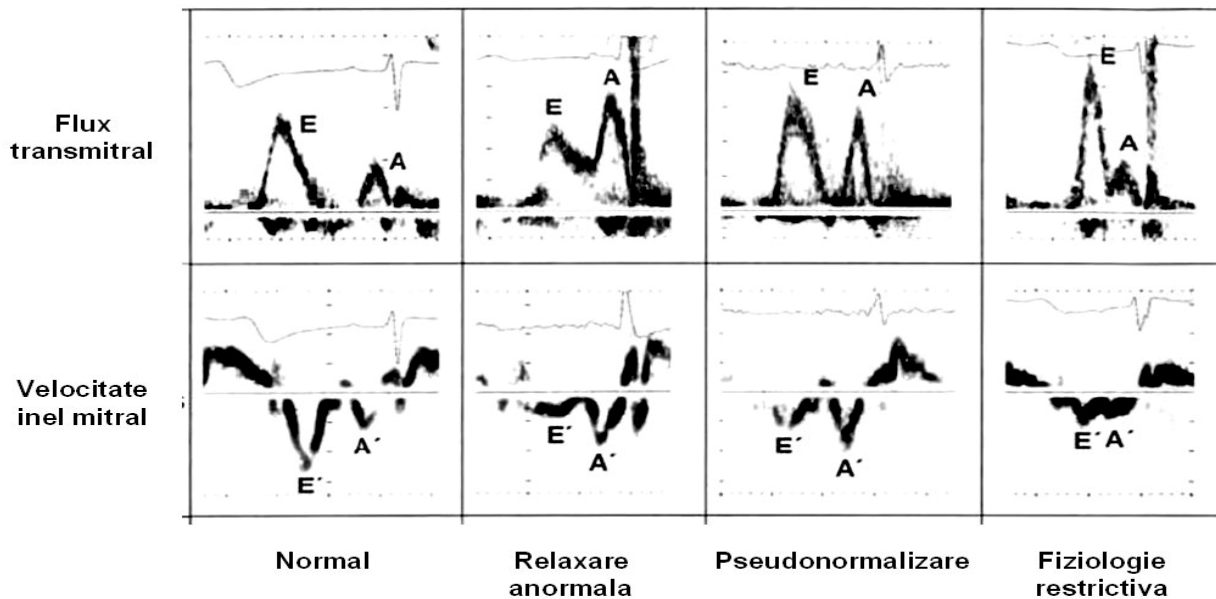 Flux
transmitral
E
A
E
A
E
A
E
A
Velocitate
inel mitral
E´
A´
E´
A´
E´
A´
E´ A´
Normal
Relaxare
anormala
Pseudonormalizare
Fiziologie
restrictiva